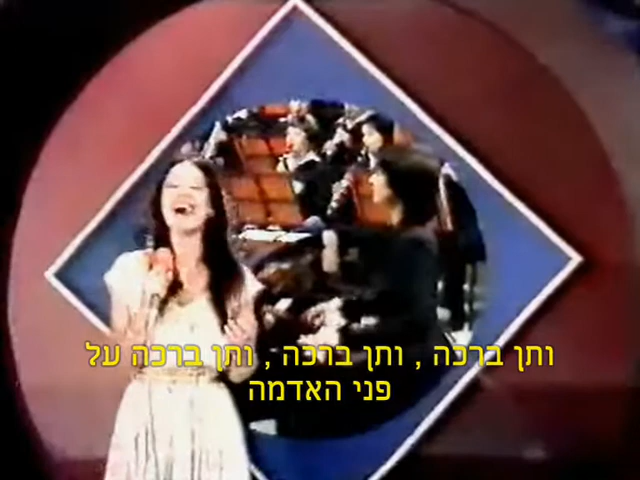 ותן ברכה , ותן ברכה , ותן ברכה על
פני האדמה